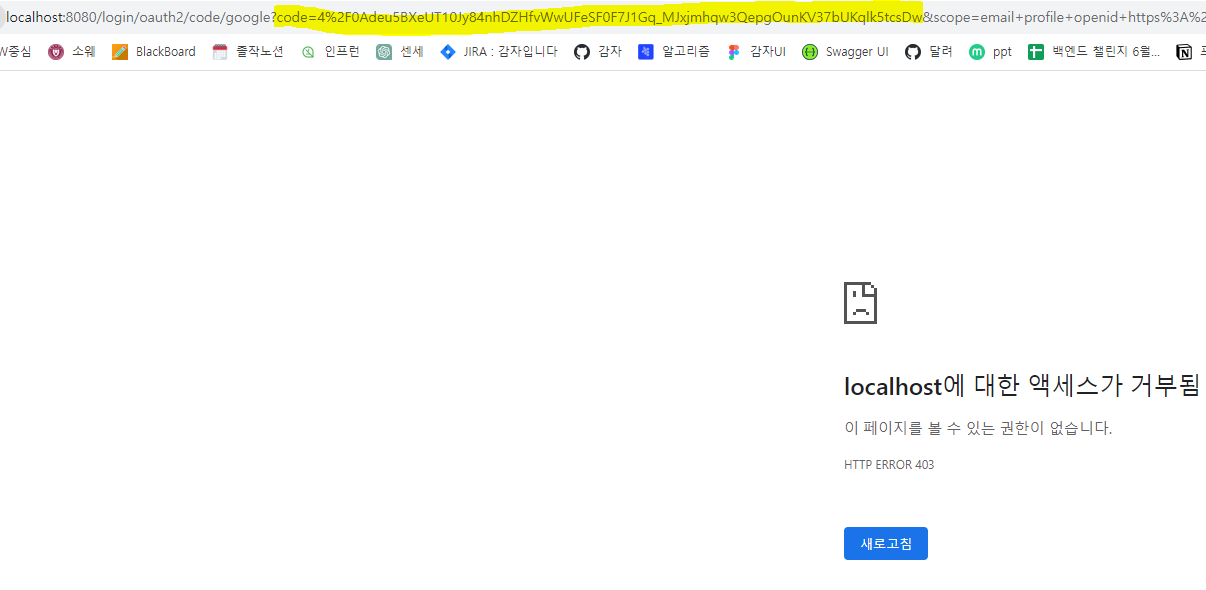 localhost:8080/login/oauth2/code/google?code=4%2F0Adeu5BXeUT10Jy84nhDZHfvWwUFeSF0F7J1Gq_MJxjmhqw3QepgOunKV37bUKqlk5tcsDw&scope=email+profile+openid+https%3A%2
W중심 소웨 BlackBoard 졸작노션 인프런 센세 JIRA : 감자입니다 감자 알고리즘 감자UI Swagger UI 달려 ppt 백엔드 챌린지 6월...
localhost에 대한 액세스가 거부됨
이 페이지를 볼 수 있는 권한이 없습니다.
HTTP ERROR 403
새로고침